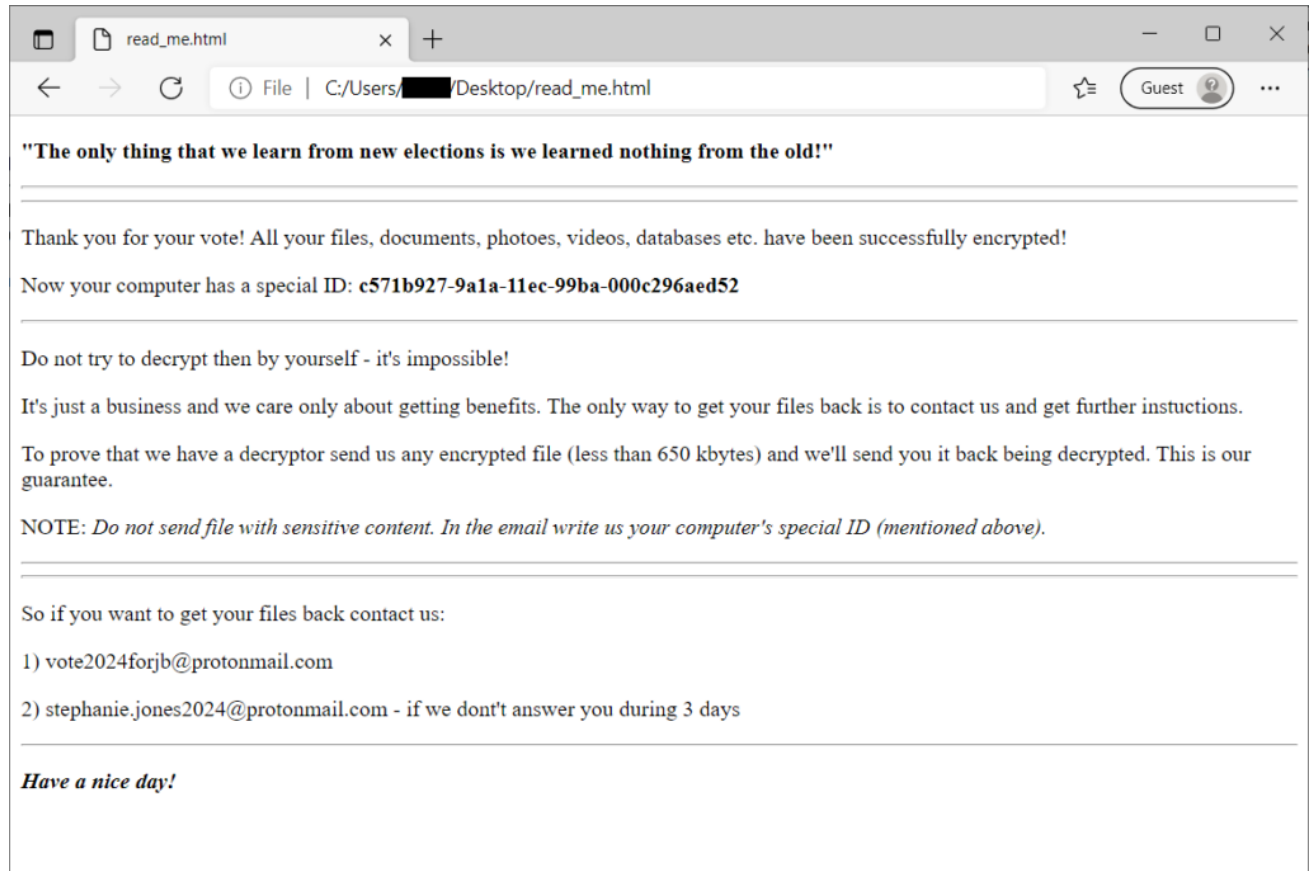 read_me.html
File | C:/Users/ /Desktop/read_me.html
Guest
"The only thing that we learn from new elections is we learned nothing from the old!"
Thank you for your vote! All your files, documents, photoes, videos, databases etc. have been successfully encrypted!
Now your computer has a special ID: c571b927-9a1a-11ec-99ba-000c296aed52
Do not try to decrypt then by yourself - it's impossible!
It's just a business and we care only about getting benefits. The only way to get your files back is to contact us and get further instuctions.
To prove that we have a decryptor send us any encrypted file (less than 650 kbytes) and we'll send you it back being decrypted. This is our
guarantee.
NOTE: Do not send file with sensitive content. In the email write us your computer's special ID (mentioned above).
So if you want to get your files back contact us:
1) vote2024forjb@protonmail.com
2) stephanie.jones2024@protonmail.com - if we dont't answer you during 3 days
Have a nice day!